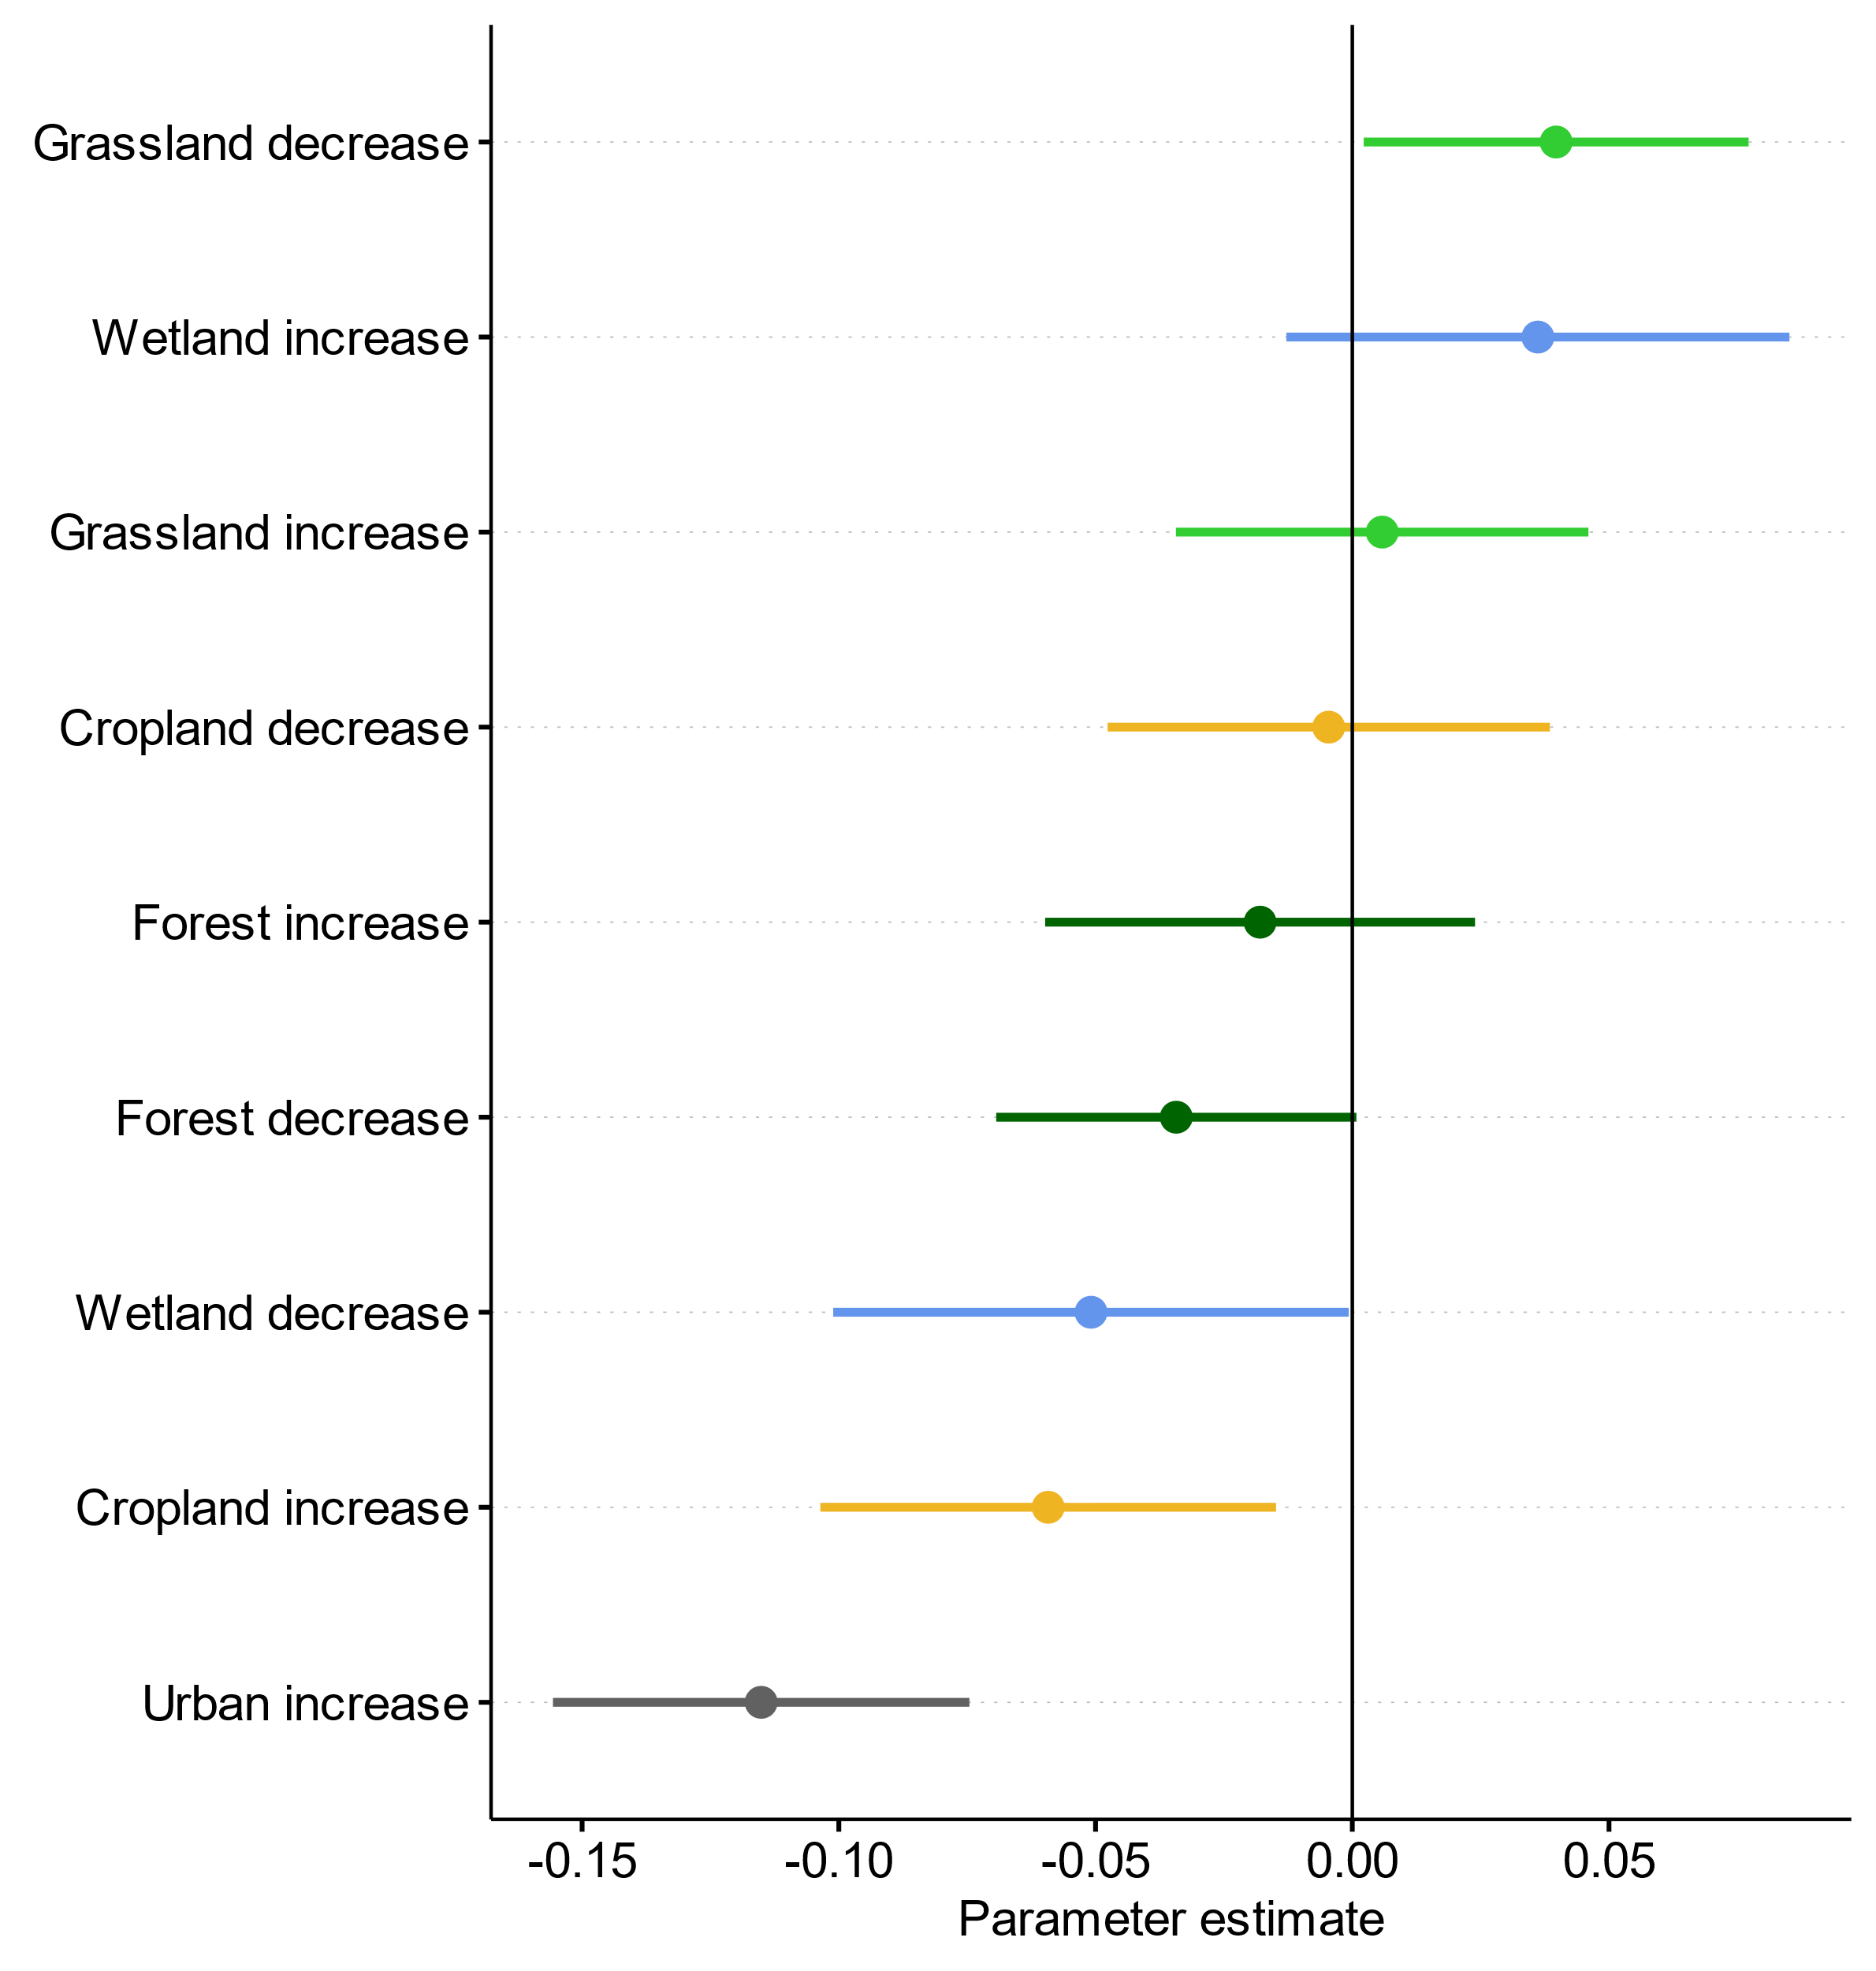 Grassland decrease
Wetland increase
Grassland increase
Cropland decrease
Forest increase
Forest decrease
Wetland decrease
Cropland increase
Urban increase
-0.15 -0.10 -0.05 0.00 0.05
Parameter estimate